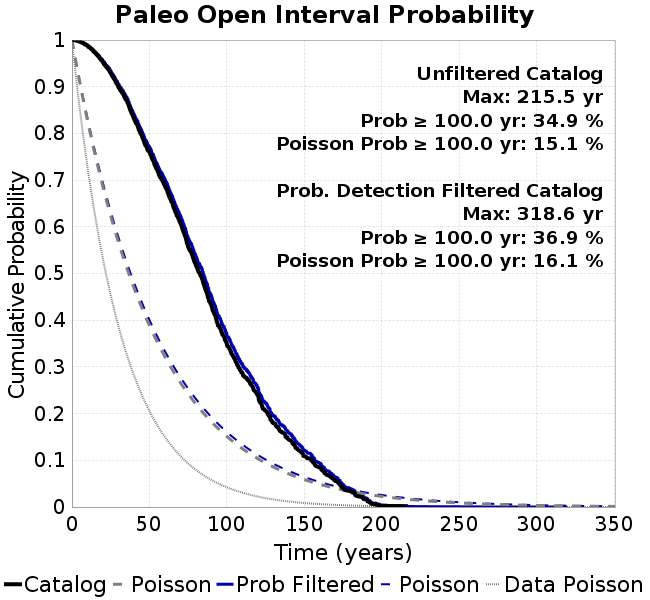 Paleo Open Interval Probability
Cumulative Probability
1
0.9
0.8
0.7
0.6
0.5
0.4
0.3
0.2
0.1
0
Unfiltered Catalog
Max: 215.5 yr
Prob ≥ 100.0 yr: 34.9 %
Poisson Prob ≥ 100.0 yr: 15.1 %
Prob. Detection Filtered Catalog
Max: 318.6 yr
Prob ≥ 100.0 yr: 36.9 %
Poisson Prob ≥ 100.0 yr: 16.1 %
0 50 100 150 200 250 300 350
Time (years)
Catalog Poisson Prob Filtered Poisson Data Poisson